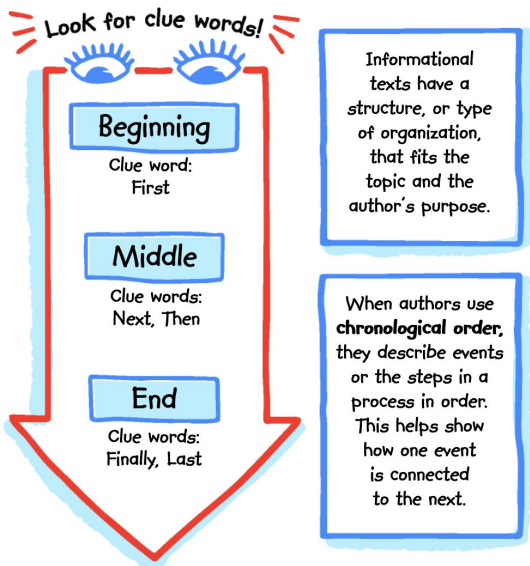 Look for clue words!
Beginning
Clue word:
First
Middle
Clue words:
Next, Then
End
Clue words:
Finally, Last
Informational
texts have a
structure, or type
of organization,
that fits the
topic and the
author's purpose.
When authors use
chronological order,
they describe events
or the steps in a
process in order.
This helps show
how one event
is connected
to the next.